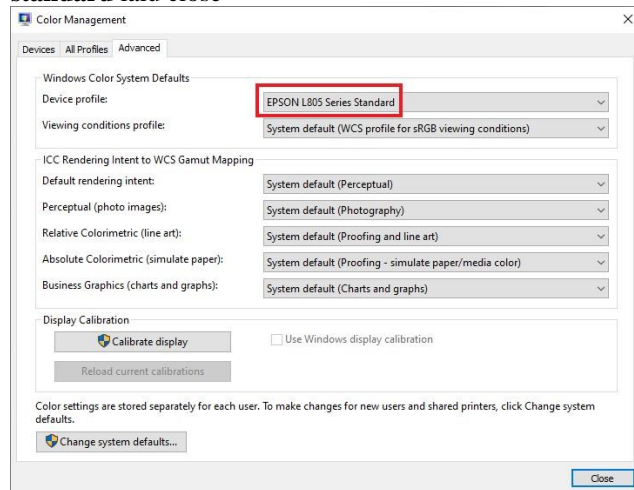 Color Management
Devices All Profiles Advanced
Windows Color System Defaults
Device profile: EPSON L805 Series Standard
Viewing conditions profile: System default (WCS profile for sRGB viewing conditions)
ICC Rendering Intent to WCS Gamut Mapping
Default rendering intent: System default (Perceptual)
Perceptual (photo images): System default (Photography)
Relative Colorimetric (line art): System default (Proofing and line art)
Absolute Colorimetric (simulate paper): System default (Proofing - simulate paper/media color)
Business Graphics (charts and graphs): System default (Charts and graphs)
Display Calibration
Calibrate display Use Windows display calibration
Reload current calibrations
Color settings are stored separately for each user. To make changes for new users and shared printers, click Change system
defaults.
Change system defaults...
Close